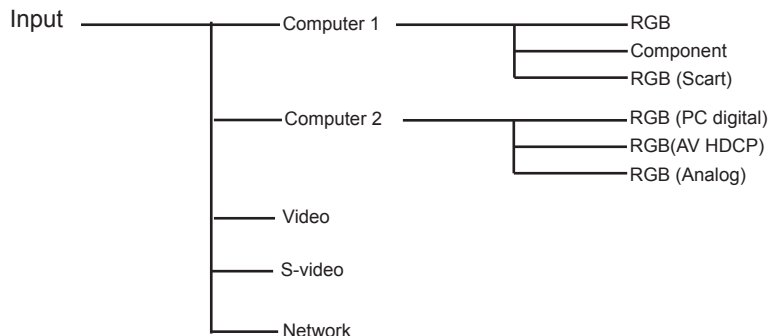 Input
Computer 1
RGB
Component
RGB (Scart)
Computer 2
RGB (PC digital)
RGB(AV HDCP)
RGB (Analog)
Video
S-video
Network